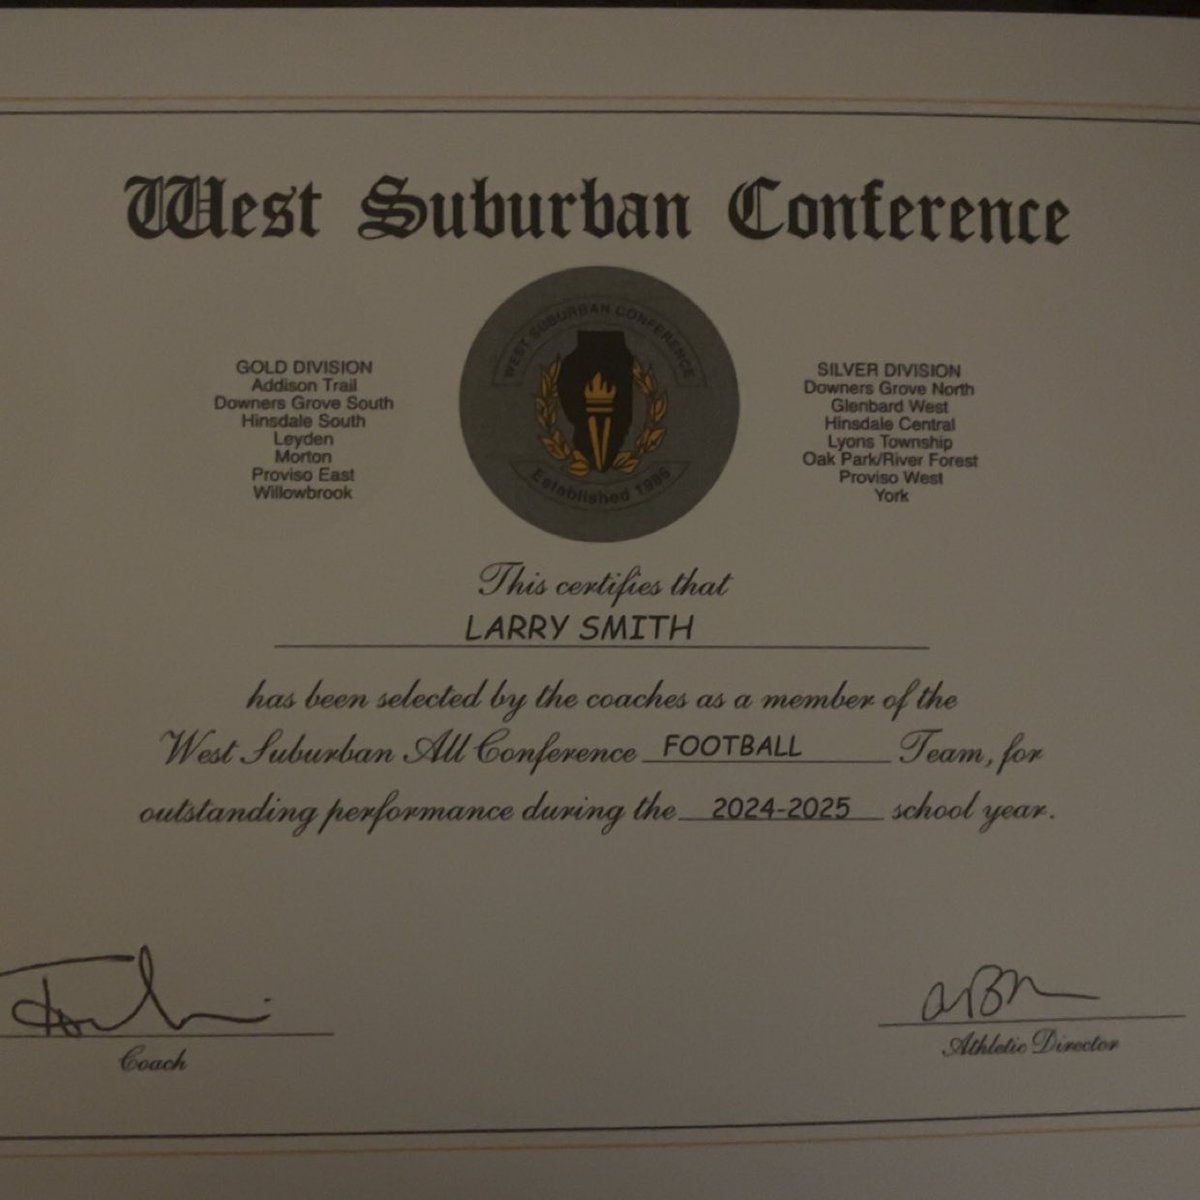 West Suburban Conference
WEST SUBURBAN CONFERENCE
Established 1986
GOLD DIVISION
Addison Trail
Downers Grove South
Hinsdale South
Leyden
Morton
Proviso East
Willowbrook
SILVER DIVISION
Downers Grove North
Glenbard West
Hinsdale Central
Lyons Township
Oak Park/River Forest
Proviso West
York
This certifies that
LARRY SMITH
has been selected by the coaches as a member of the
West Suburban All Conference FOOTBALL Team, for
outstanding performance during the 2024-2025 school year.
Coach
Athletic Director